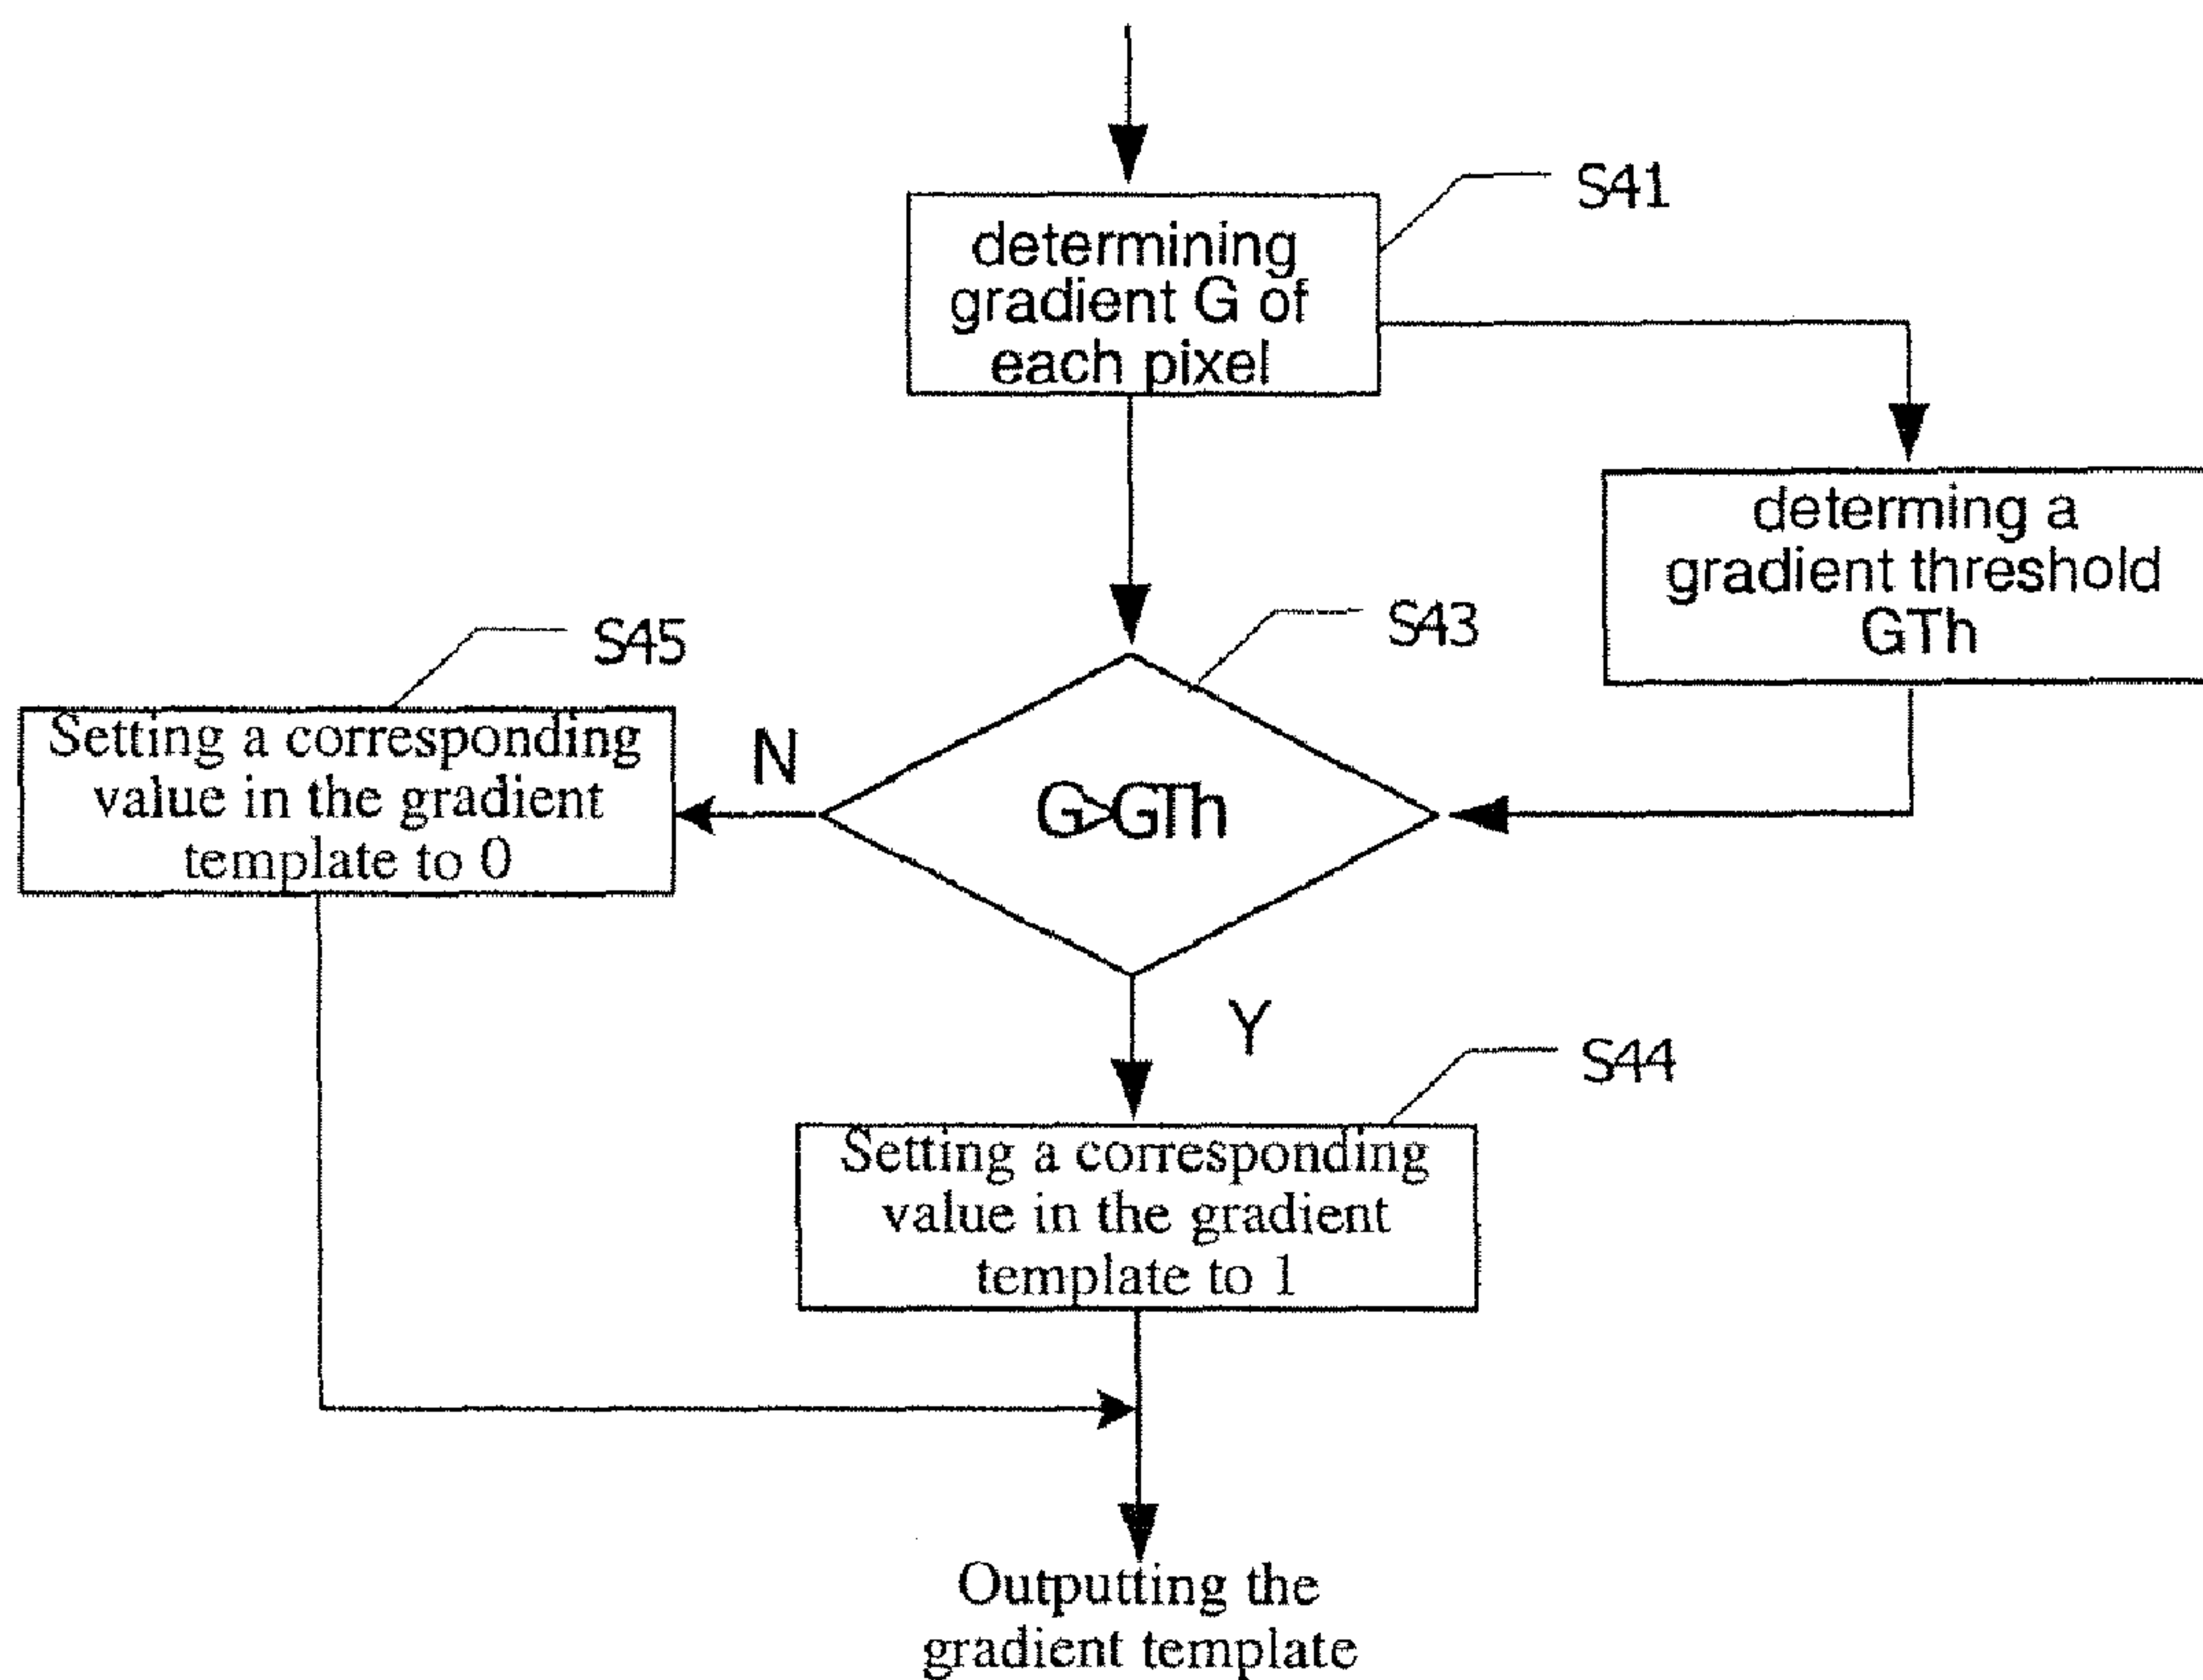 S41
determining
gradient G of
each pixel
determing a
gradient threshold
GTh
S43
S45
G>GTh
N
Setting a corresponding
value in the gradient
template to 0
Y
S44
Setting a corresponding
value in the gradient
template to 1
Outputting the
gradient template